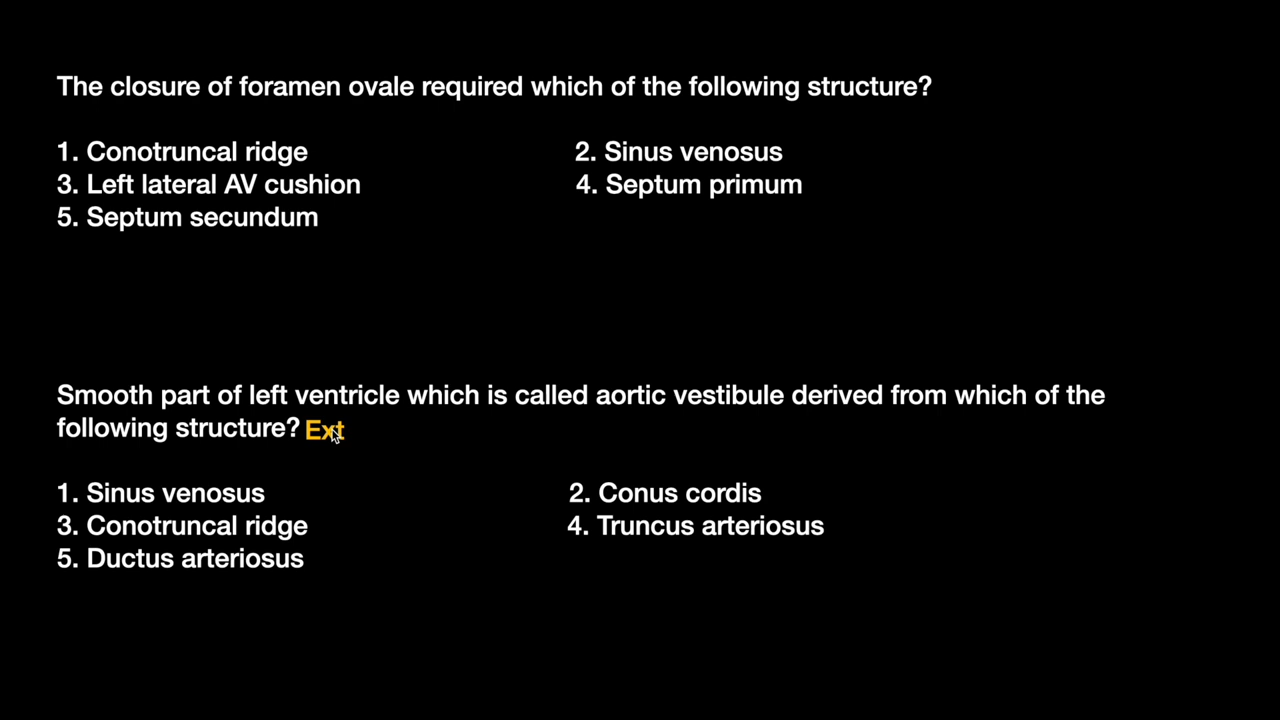 The closure of foramen ovale required which of the following structure?
1. Conotruncal ridge
2. Sinus venosus
3. Left lateral AV cushion
4. Septum primum
5. Septum secundum
Smooth part of left ventricle which is called aortic vestibule derived from which of the
following structure? Ext
1. Sinus venosus
2. Conus cordis
3. Conotruncal ridge
4. Truncus arteriosus
5. Ductus arteriosus